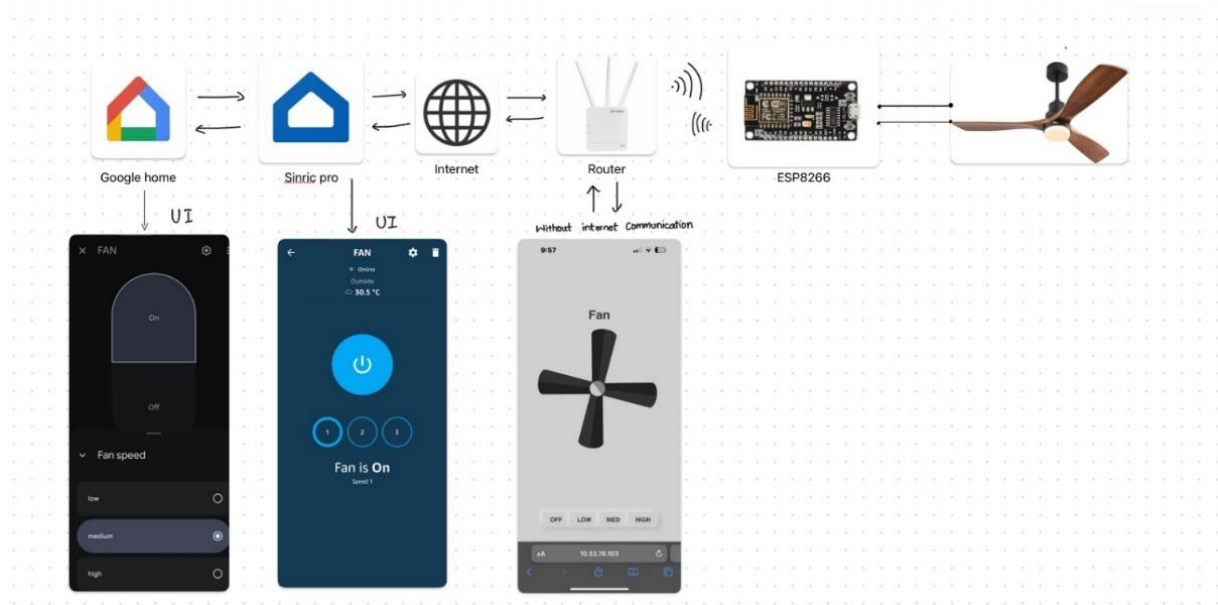 Google home
Sinric pro
Internet
Router
ESP8266
UI
UI
Without internet Communication
FAN
On
Off
Fan speed
low
medium
high
FAN
Online
Outside
30.5 °C
1 2 3
Fan is On
Speed 1
9:57
Fan
OFF LOW MED HIGH
AA 10.53.76.103